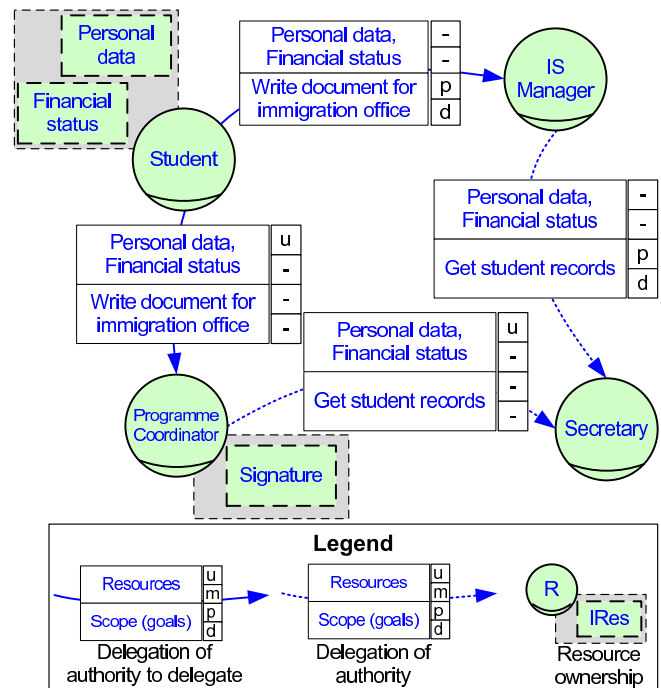 Personal
data
Financial
status
Student
Personal data,
Financial status
-
-
Write document for
immigration office
p
d
IS
Manager
Personal data,
Financial status
u
-
Write document for
immigration office
-
-
Personal data,
Financial status
-
-
Get student records
p
d
Personal data,
Financial status
u
-
Get student records
-
-
Programme
Coordinator
Signature
Secretary
Legend
Resources
u
m
Scope (goals)
p
d
Delegation of
authority to delegate
Resources
u
m
Scope (goals)
p
d
Delegation of
authority
R
IRes
Resource
ownership